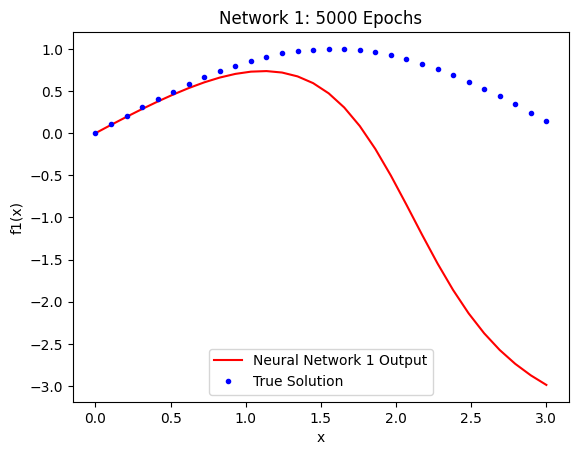 Network 1: 5000 Epochs
f1(x)
1.0
0.5
0.0
−0.5
−1.0
−1.5
−2.0
−2.5
−3.0
Neural Network 1 Output
True Solution
0.0 0.5 1.0 1.5 2.0 2.5 3.0
x